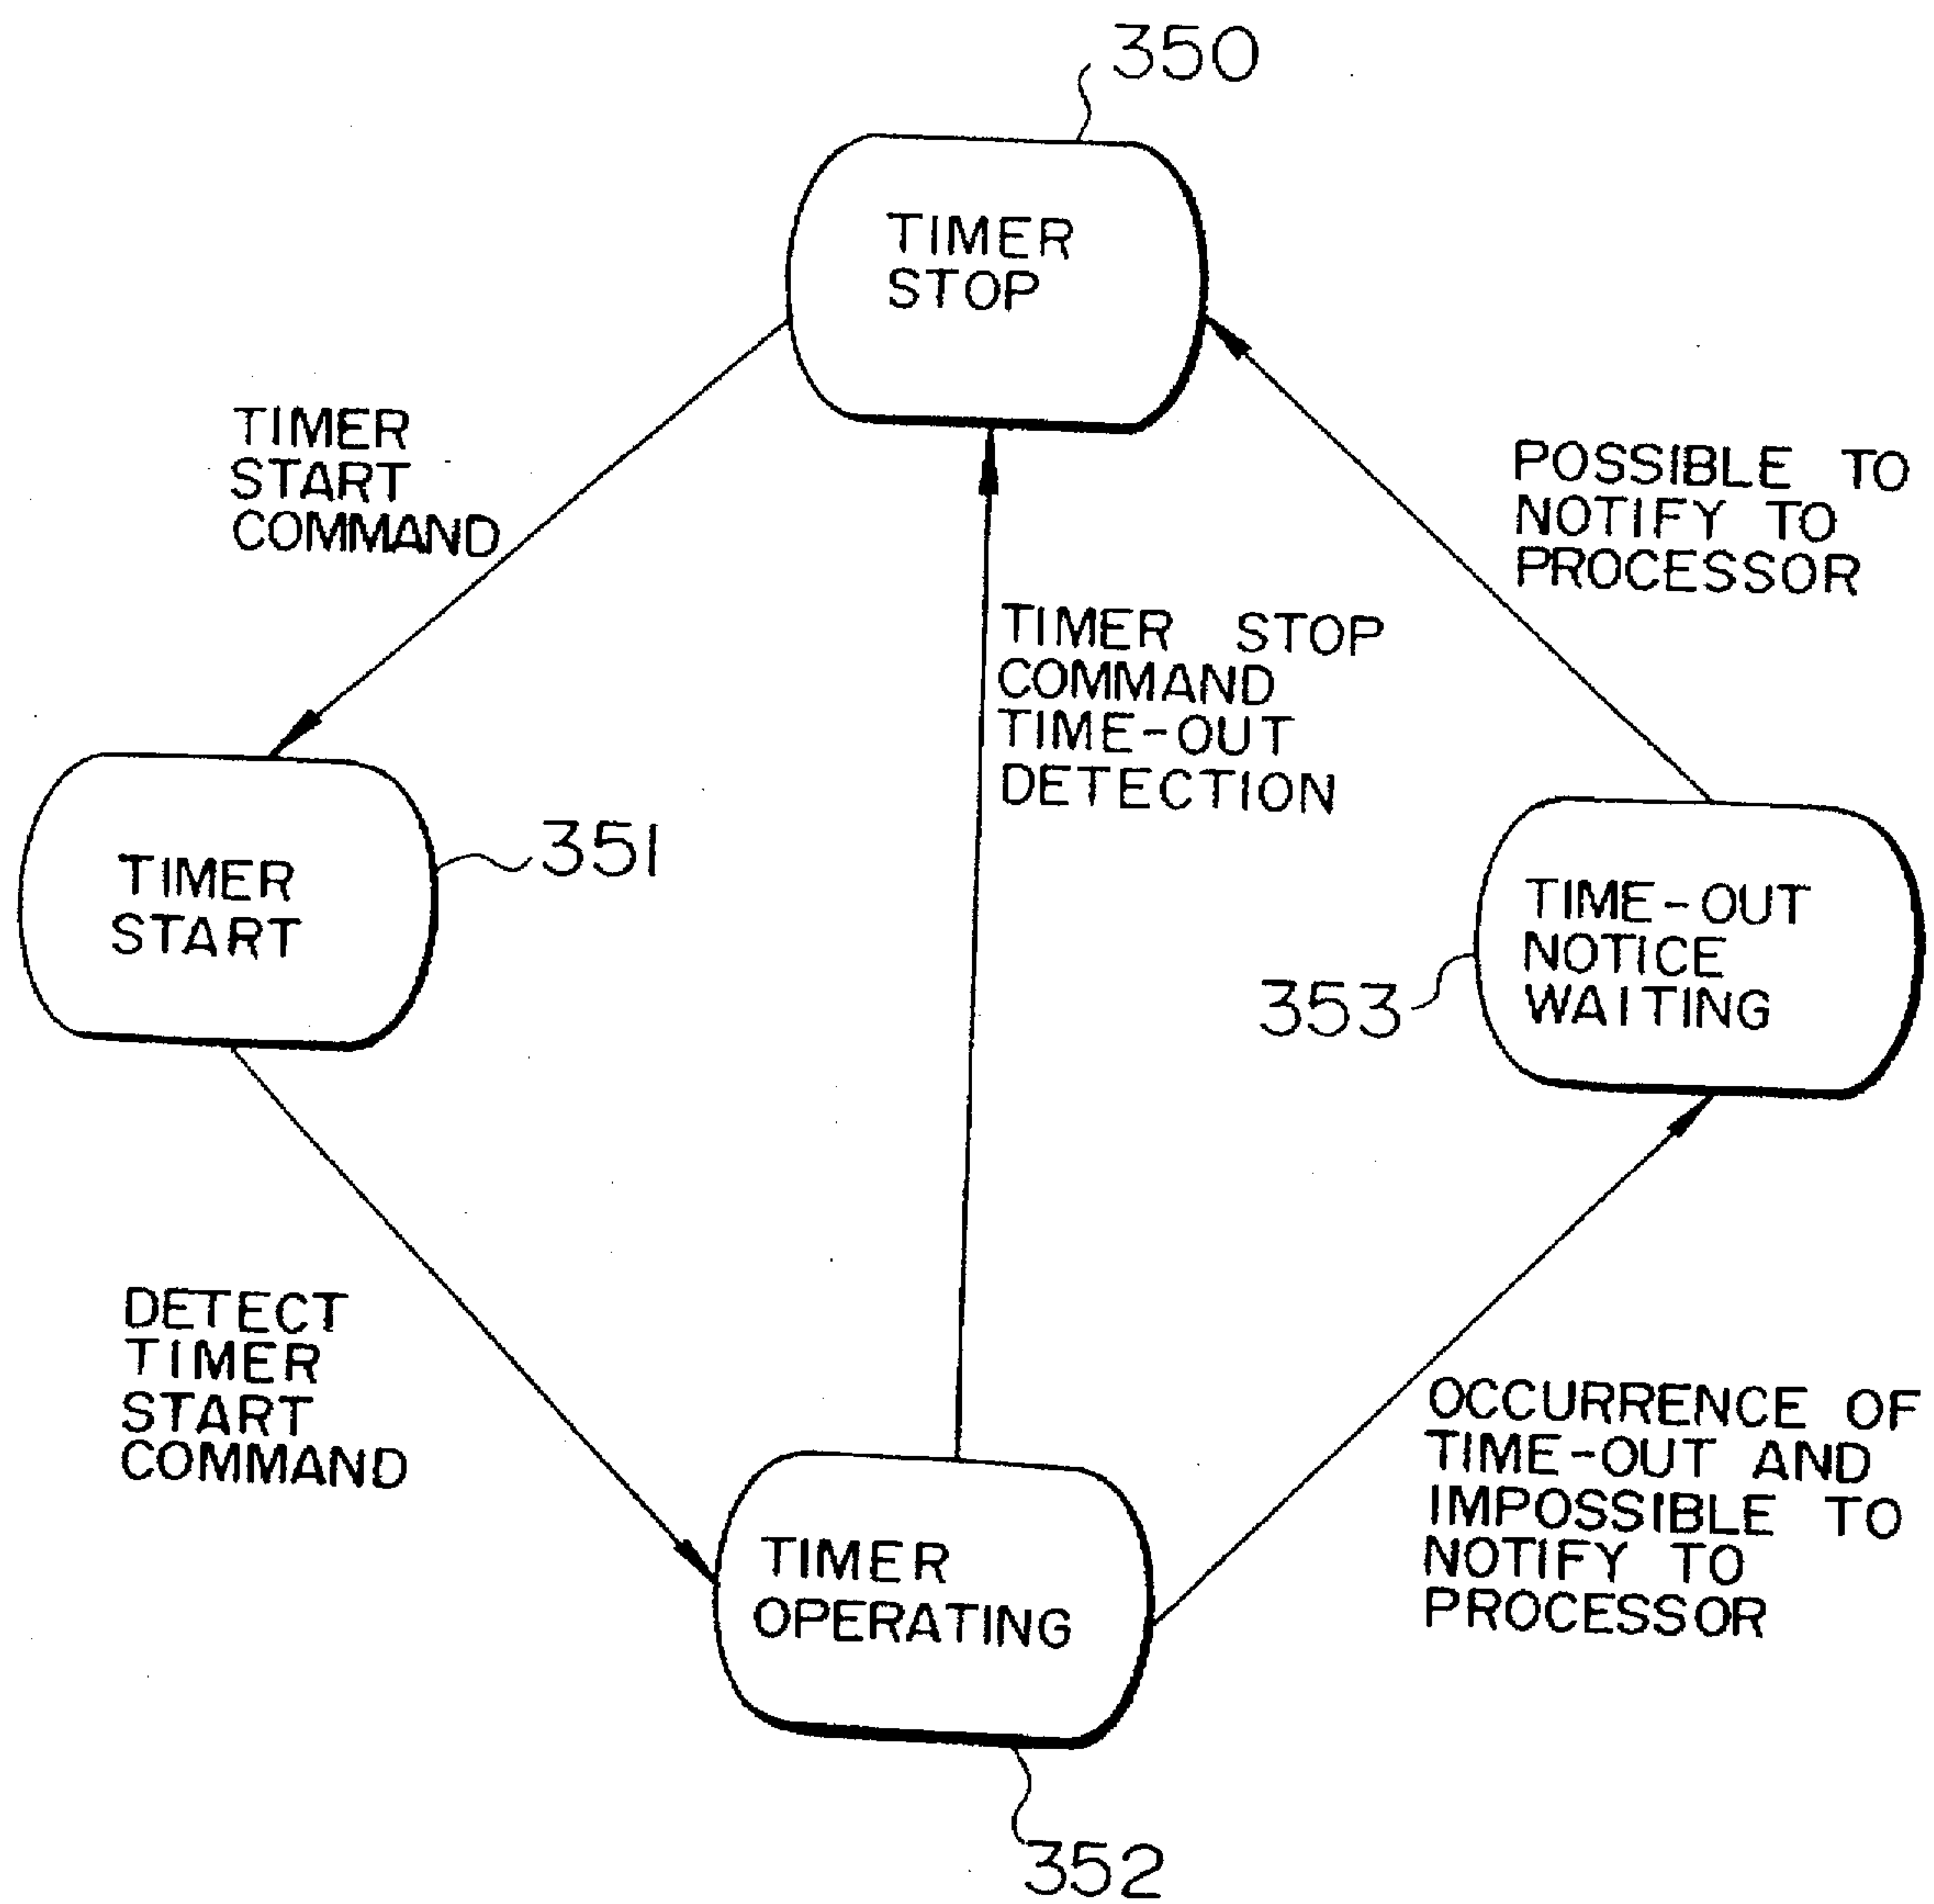 350
TIMER
STOP
TIMER
START
COMMAND
POSSIBLE TO
NOTIFY TO
PROCESSOR
TIMER STOP
COMMAND
TIME-OUT
DETECTION
351
TIMER
START
TIME-OUT
NOTICE
WAITING
353
DETECT
TIMER
START
COMMAND
OCCURRENCE OF
TIME-OUT AND
IMPOSSIBLE TO
NOTIFY TO
PROCESSOR
TIMER
OPERATING
352